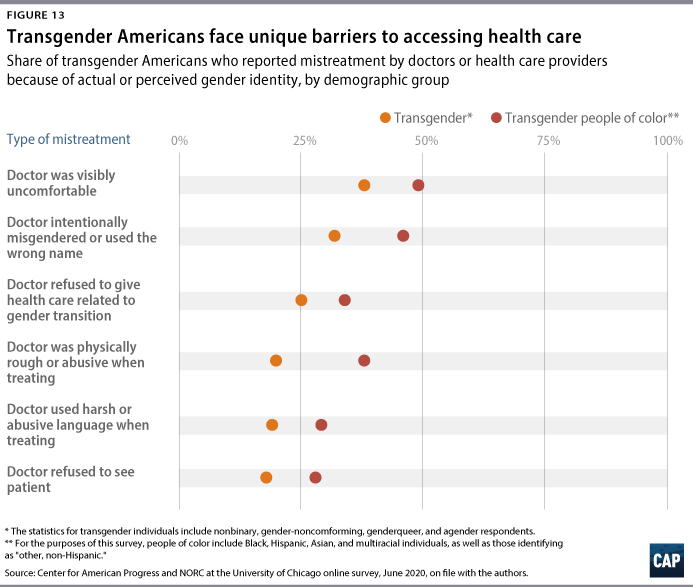 FIGURE 13
Transgender Americans face unique barriers to accessing health care
Share of transgender Americans who reported mistreatment by doctors or health care providers
because of actual or perceived gender identity, by demographic group
Transgender* Transgender people of color**
Type of mistreatment 0% 25% 50% 75% 100%
Doctor was visibly
uncomfortable
Doctor intentionally
misgendered or used the
wrong name
Doctor refused to give
health care related to
gender transition
Doctor was physically
rough or abusive when
treating
Doctor used harsh or
abusive language when
treating
Doctor refused to see
patient
* The statistics for transgender individuals include nonbinary, gender-noncomforming, genderqueer, and agender respondents.
** For the purposes of this survey, people of color include Black, Hispanic, Asian, and multiracial individuals, as well as those identifying
as "other, non-Hispanic."
Source: Center for American Progress and NORC at the University of Chicago online survey, June 2020, on file with the authors.
CAP